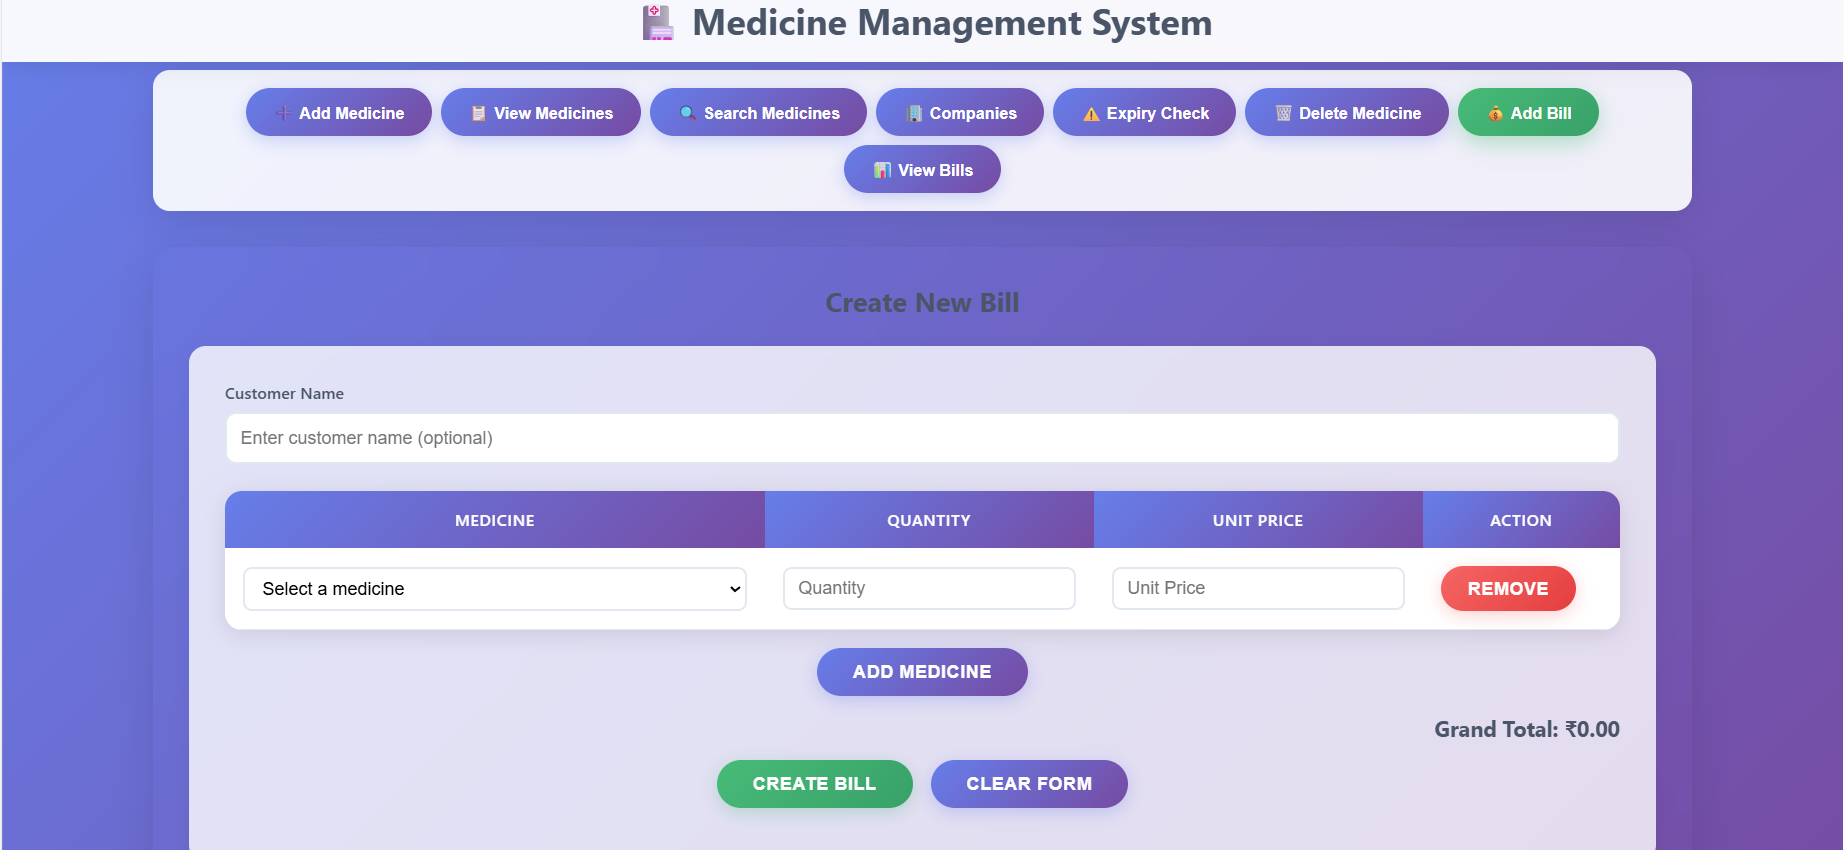 Medicine Management System
Add Medicine
View Medicines
Search Medicines
Companies
Expiry Check
Delete Medicine
Add Bill
View Bills
Create New Bill
Customer Name
Enter customer name (optional)
MEDICINE QUANTITY UNIT PRICE ACTION
Select a medicine Quantity Unit Price REMOVE
ADD MEDICINE
Grand Total: ₹0.00
CREATE BILL CLEAR FORM